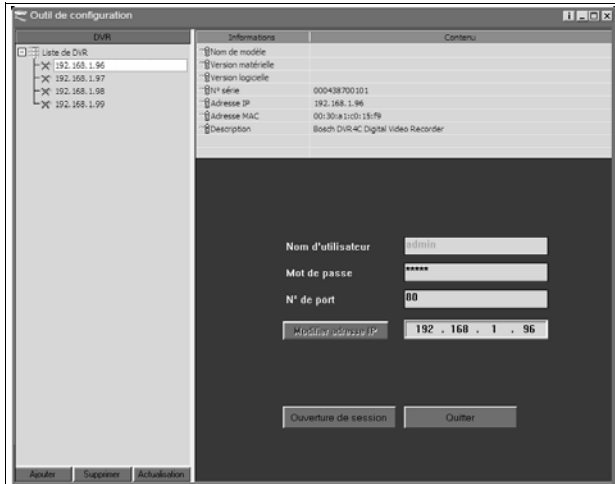 Outil de configuration
DVR
Informations Contenu
Liste de DVR
192.168.1.96
192.168.1.97
192.168.1.98
192.168.1.99
Nom de modèle
Version matérielle
Version logicielle
N° série 000438700101
Adresse IP 192.168.1.96
Adresse MAC 00:30:a1:c0:15:f9
Description Bosch DVR4C Digital Video Recorder
Nom d'utilisateur admin
Mot de passe *****
N° de port 80
Modifier adresse IP 192 . 168 . 1 . 96
Ouverture de session Quitter
Ajouter Supprimer Actualisation